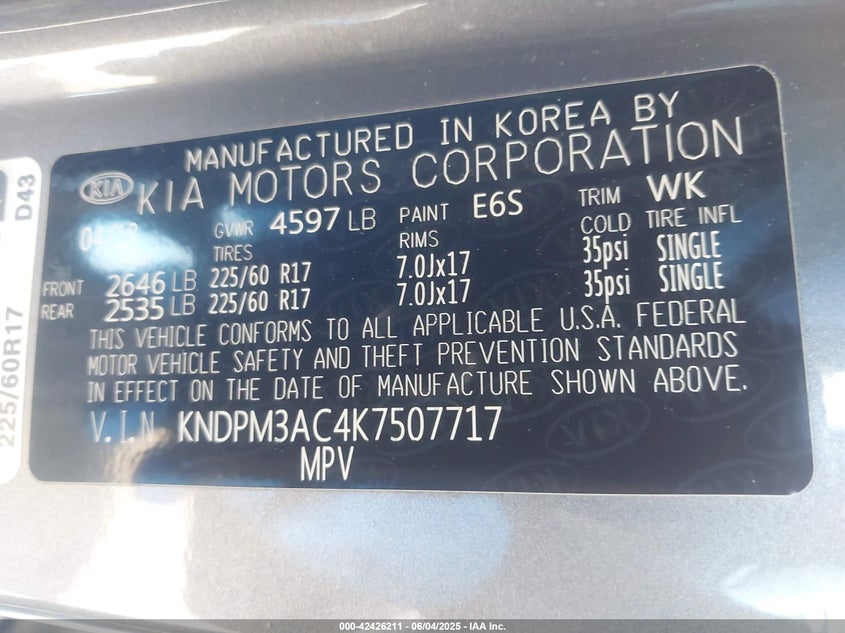 MANUFACTURED IN KOREA BY
KIA KIA MOTORS CORPORATION
GVWR 4597 LB PAINT E6S TRIM WK
TIRES RIMS COLD TIRE INFL
FRONT 2646 LB 225/60 R17 7.0Jx17 35psi SINGLE
REAR 2535 LB 225/60 R17 7.0Jx17 35psi SINGLE
THIS VEHICLE CONFORMS TO ALL APPLICABLE U.S.A. FEDERAL
MOTOR VEHICLE SAFETY AND THEFT PREVENTION STANDARDS
IN EFFECT ON THE DATE OF MANUFACTURE SHOWN ABOVE.
V.I.N KNDPM3AC4K7507717
MPV
D43
225/60R17
000-42426211 - 06/04/2025 - IAA Inc.